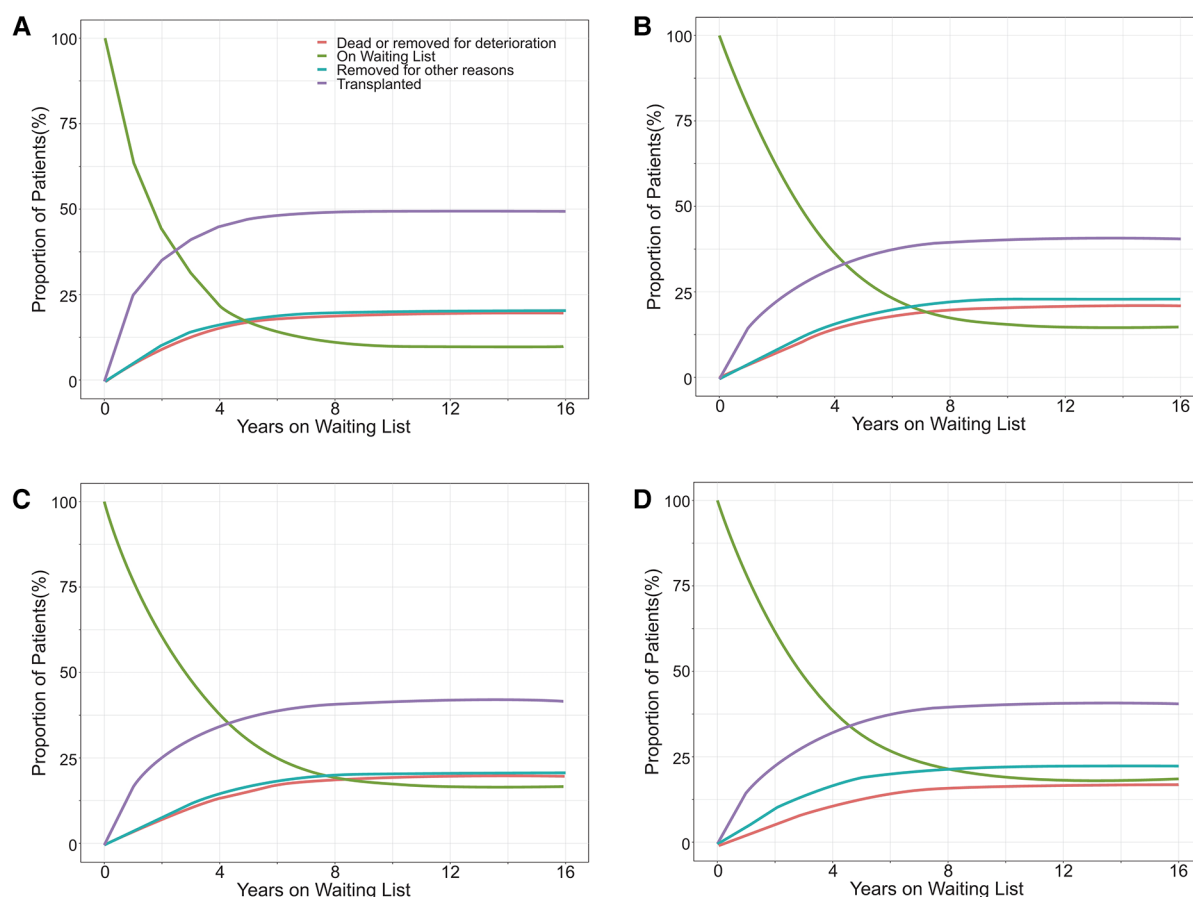 A
100
75
50
25
0
Proportion of Patients(%)
Dead or removed for deterioration
On Waiting List
Removed for other reasons
Transplanted
0 4 8 12 16
Years on Waiting List
B
100
75
50
25
0
Proportion of Patients(%)
0 4 8 12 16
Years on Waiting List
C
100
75
50
25
0
Proportion of Patients(%)
0 4 8 12 16
Years on Waiting List
D
100
75
50
25
0
Proportion of Patients(%)
0 4 8 12 16
Years on Waiting List